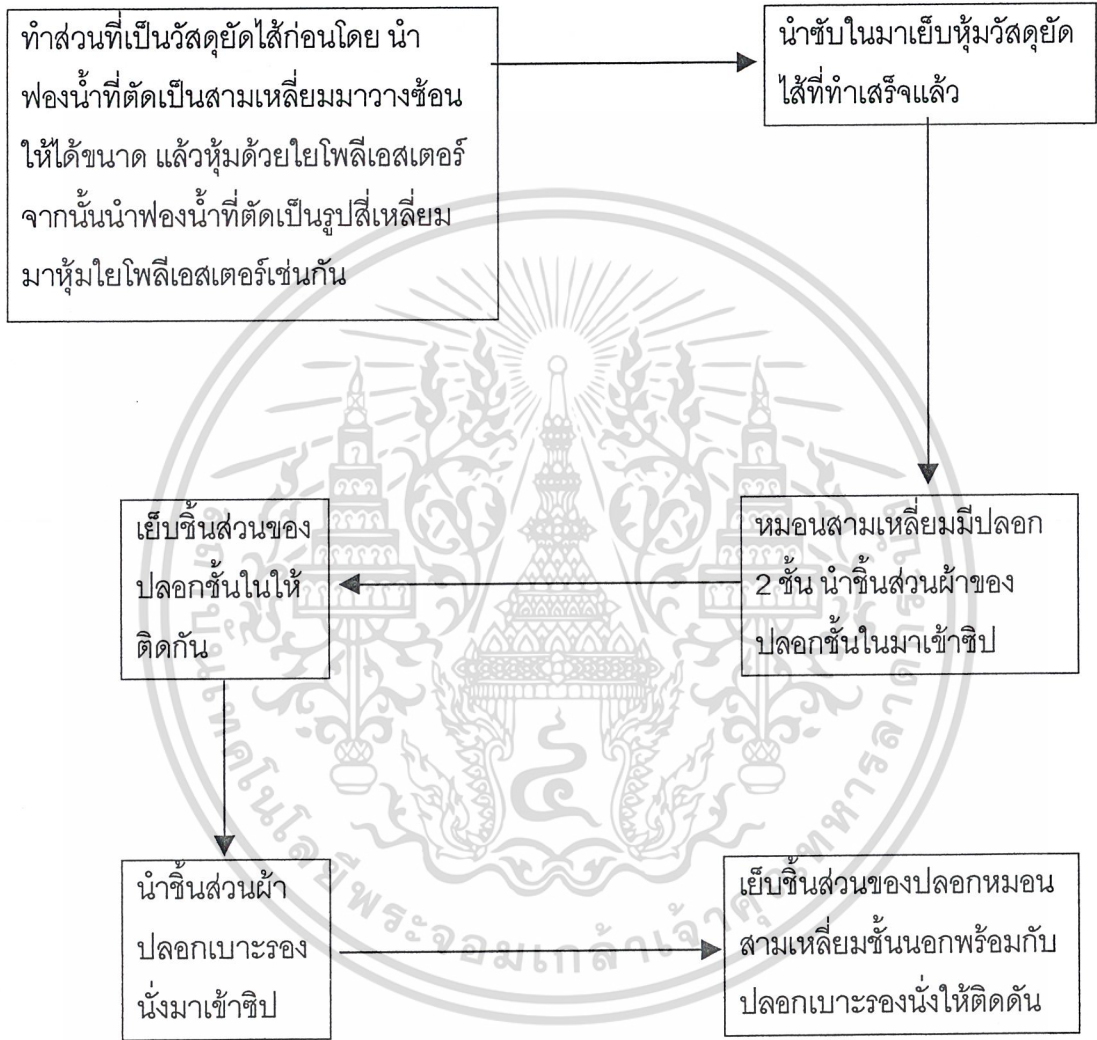 ทำส่วนที่เป็นวัสดุยัดไส้ก่อนโดย นำ
ฟองน้ำที่ตัดเป็นสามเหลี่ยมมาวางซ้อน
ให้ได้ขนาด แล้วหุ้มด้วยใยโพลีเอสเตอร์
จากนั้นนำฟองน้ำที่ตัดเป็นรูปสี่เหลี่ยม
มาหุ้มใยโพลีเอสเตอร์เช่นกัน
นำซับในมาเย็บหุ้มวัสดุยัด
ไส้ที่ทำเสร็จแล้ว
หมอนสามเหลี่ยมมีปลอก
2 ชั้น นำชิ้นส่วนผ้าของ
ปลอกชั้นในมาเข้าซิป
เย็บชิ้นส่วนของ
ปลอกชั้นในให้
ติดกัน
นำชิ้นส่วนผ้า
ปลอกเบาะรอง
นั่งมาเข้าซิป
เย็บชิ้นส่วนของปลอกหมอน
สามเหลี่ยมชั้นนอกพร้อมกับ
ปลอกเบาะรองนั่งให้ติดดัน